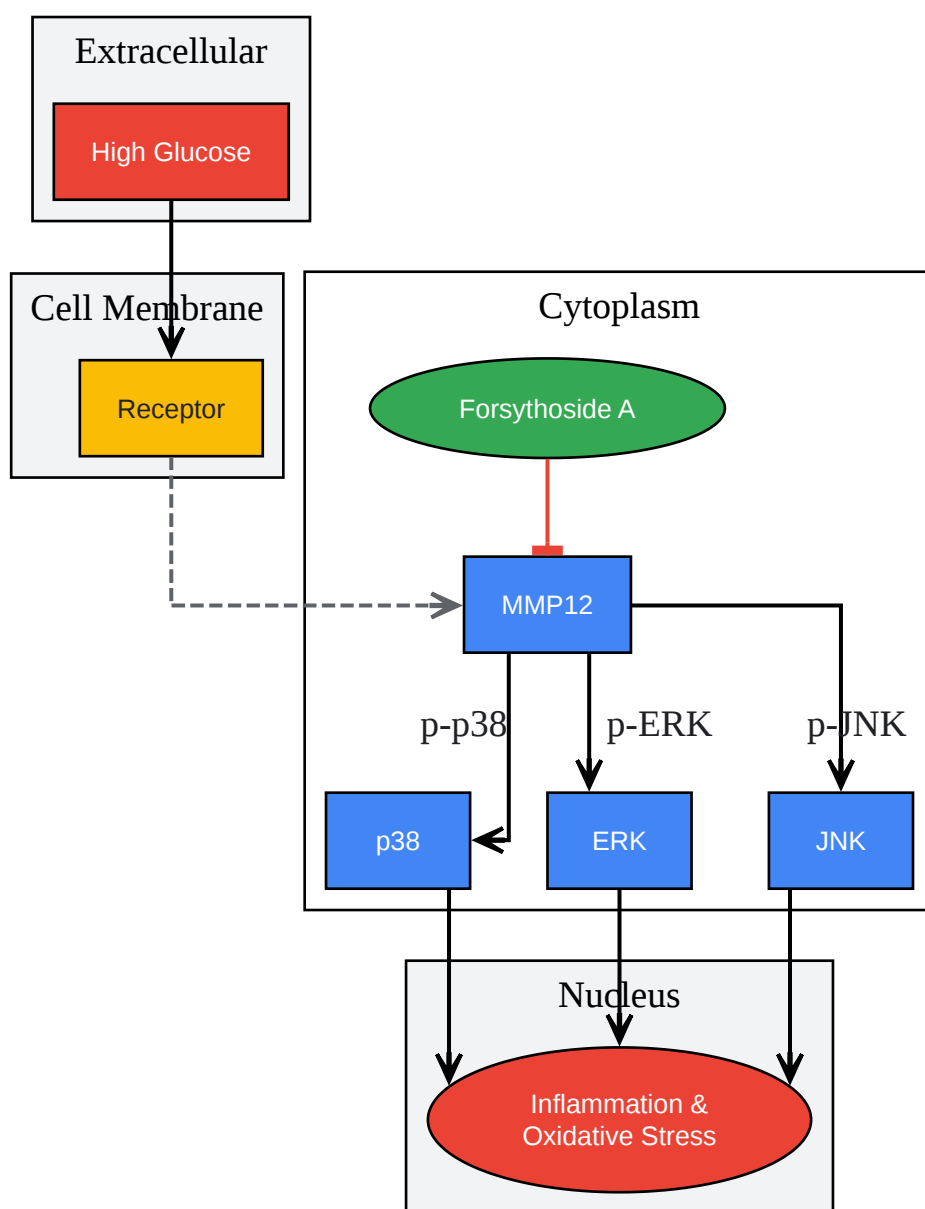 Extracellular
High Glucose
Cell Membrane
Receptor
Cytoplasm
Forsythoside A
MMP12
p-p38
p-ERK
p-JNK
p38
ERK
JNK
Nucleus
Inflammation &
Oxidative Stress